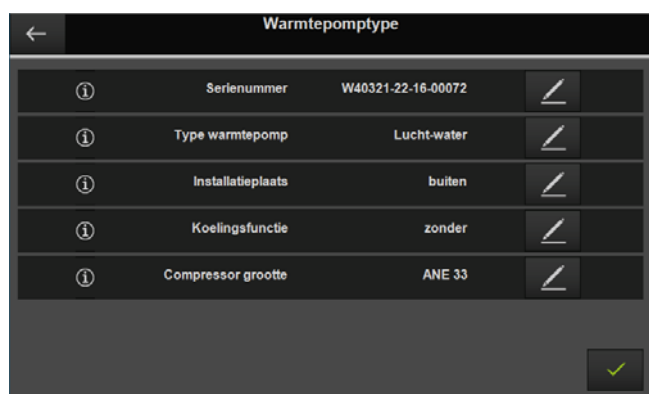 Warmtepomptype
Serienummer W40321-22-16-00072
Type warmtepomp Lucht-water
Installatieplaats buiten
Koelingsfunctie zonder
Compressor grootte ANE 33